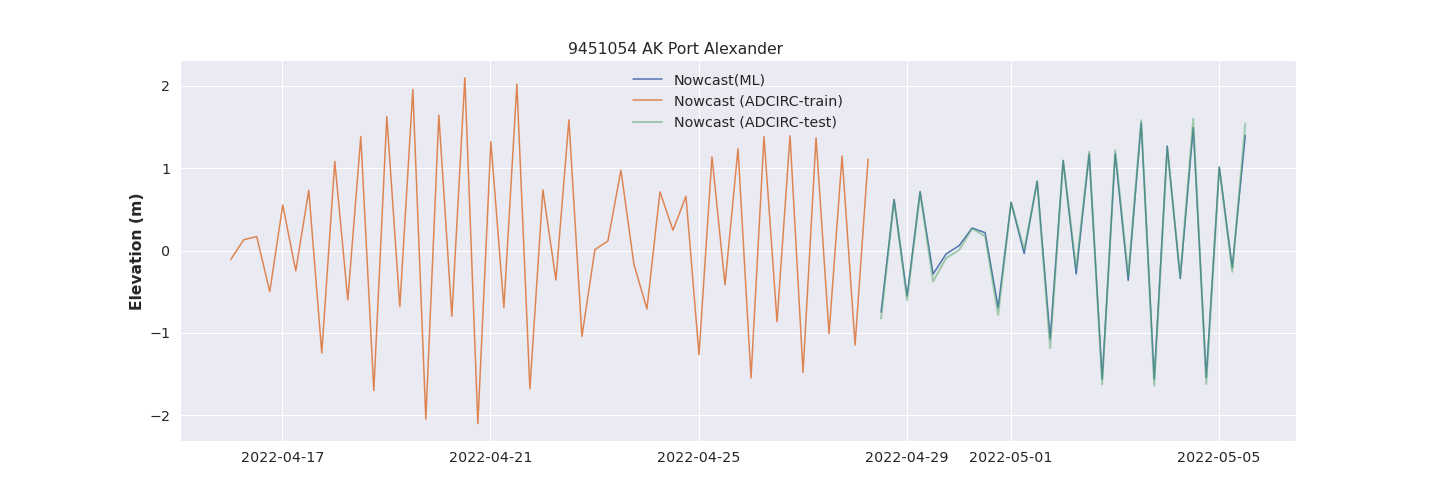 9451054 AK Port Alexander
Nowcast(ML)
Nowcast (ADCIRC-train)
Nowcast (ADCIRC-test)
Elevation (m)
2
1
0
−1
−2
2022-04-17
2022-04-21
2022-04-25
2022-04-29
2022-05-01
2022-05-05